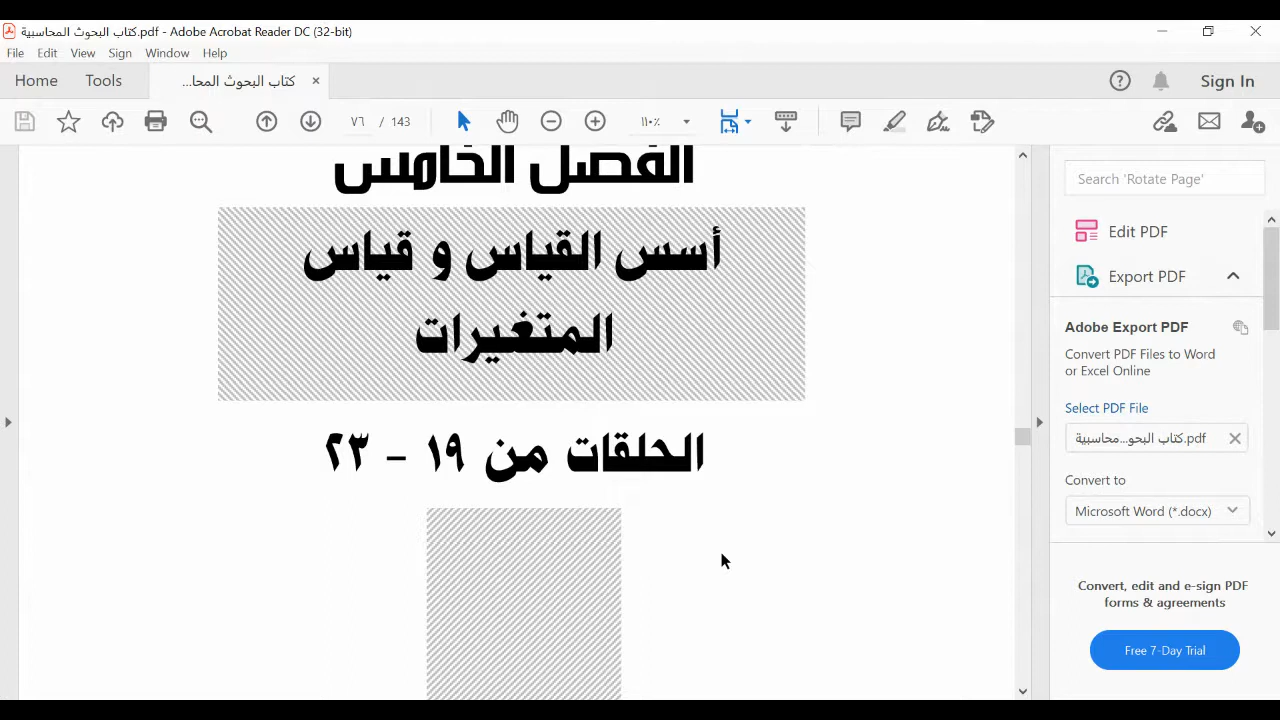 كتاب البحوث المحاسبية.pdf - Adobe Acrobat Reader DC (32-bit)
File Edit View Sign Window Help
Home Tools كتاب البحوث المحا... × Sign In
٧٦ / 143 ١١٠٪
الفصل الخامس
أسس القياس و قياس
المتغيرات
الحلقات من ١٩ – ٢٣
Search 'Rotate Page'
Edit PDF
Export PDF
Adobe Export PDF
Convert PDF Files to Word
or Excel Online
Select PDF File
كتاب البحو...محاسبية.pdf
Convert to
Microsoft Word (*.docx)
Convert, edit and e-sign PDF
forms & agreements
Free 7-Day Trial